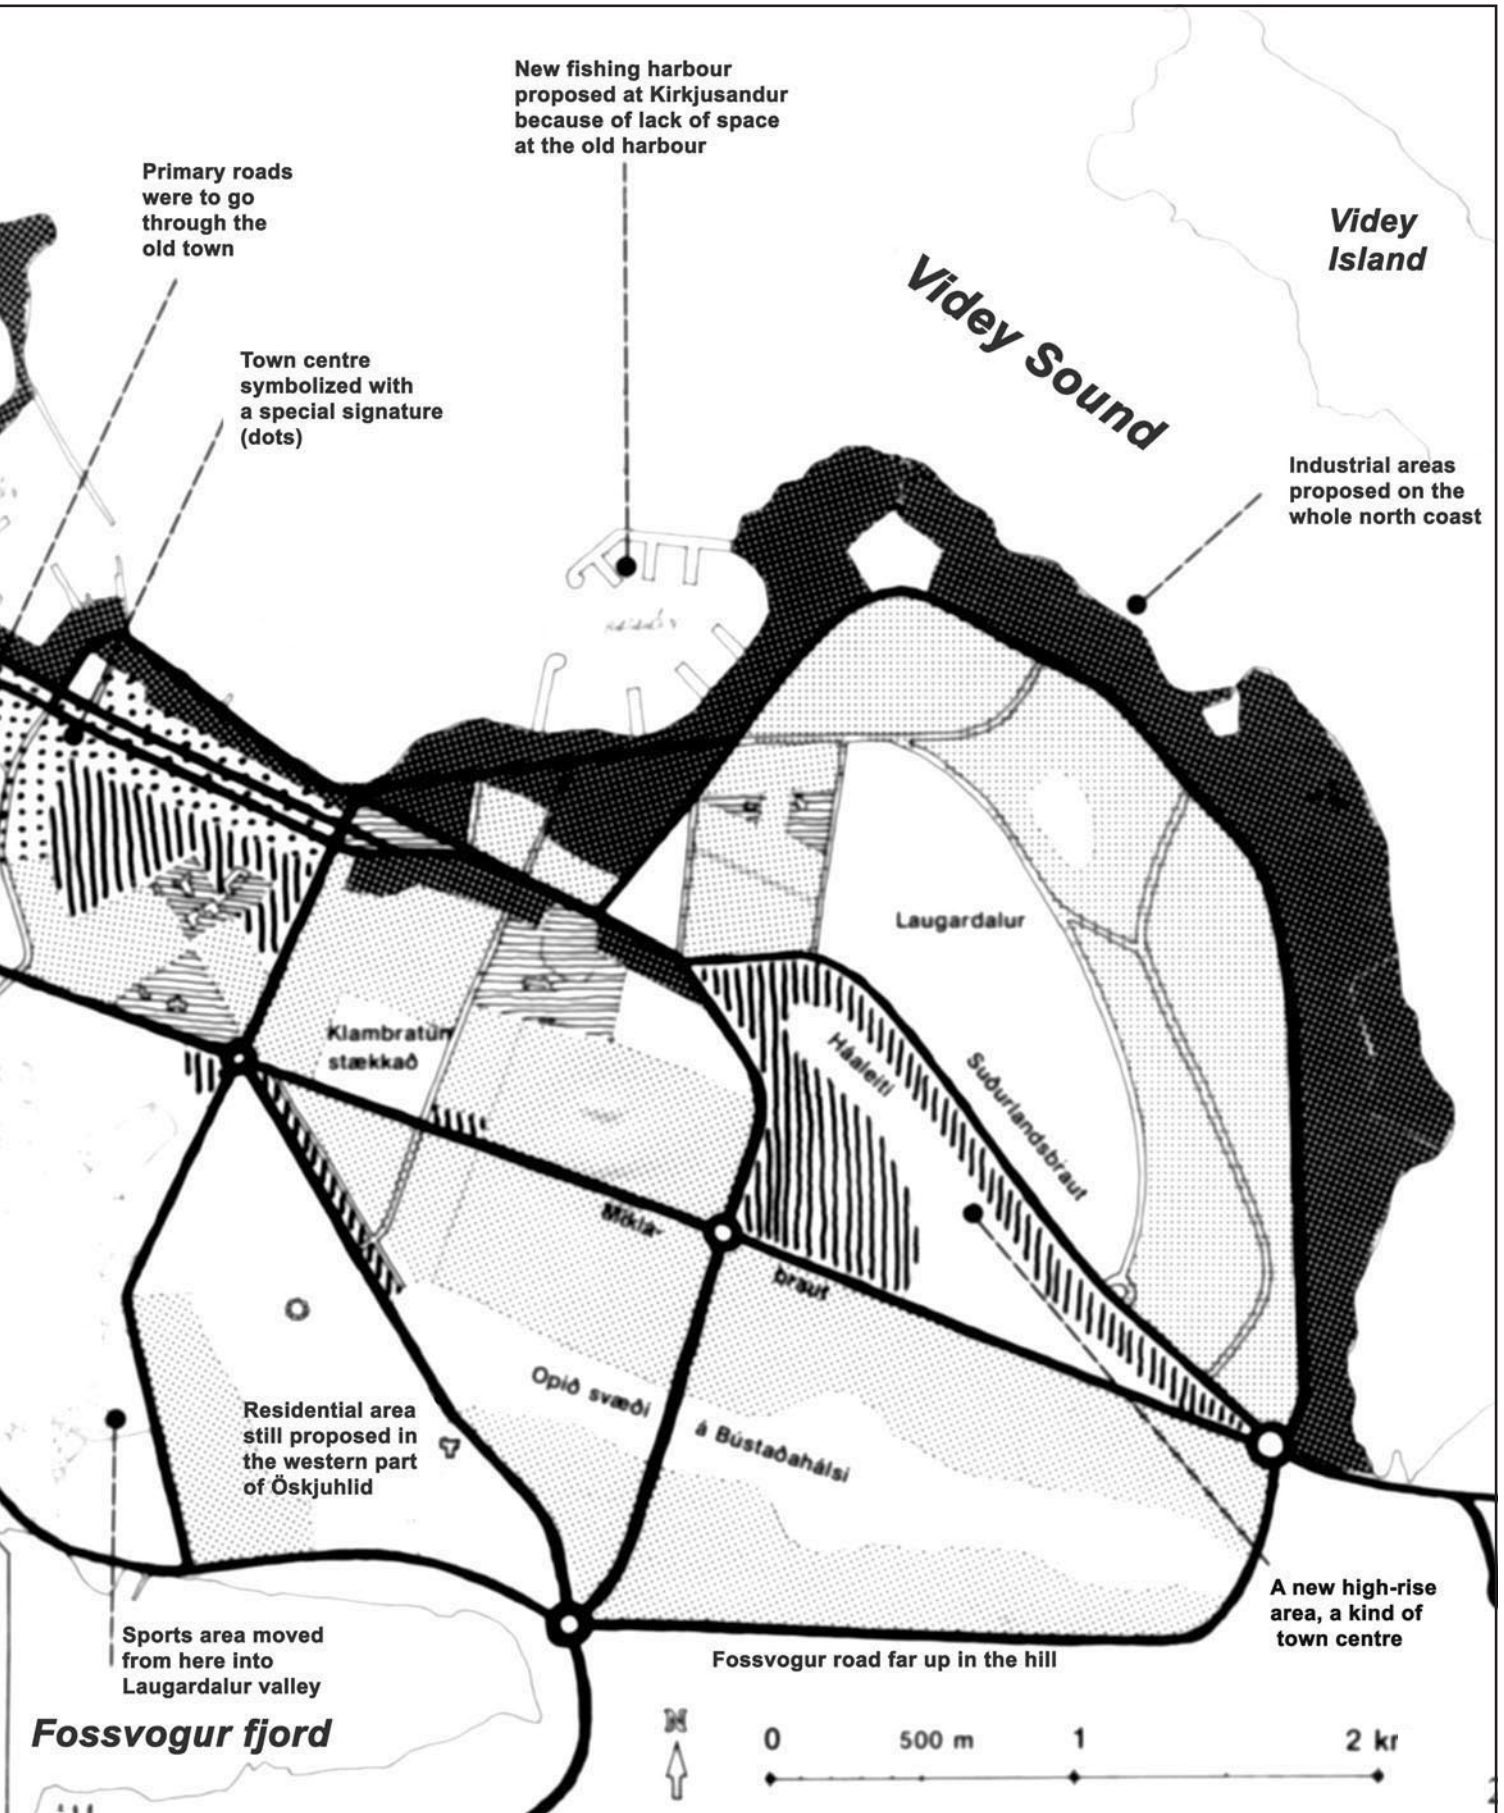 New fishing harbour
proposed at Kirkjusandur
because of lack of space
at the old harbour
Primary roads
were to go
through the
old town
Videy
Island
Videy Sound
Town centre
symbolized with
a special signature
(dots)
Industrial areas
proposed on the
whole north coast
Laugardalur
Klambratún
stækkað
Háaleiti
Suðurlandsbraut
Mikla-
braut
Opið svæði
á Bústaðahálsi
Residential area
still proposed in
the western part
of Öskjuhlid
A new high-rise
area, a kind of
town centre
Sports area moved
from here into
Laugardalur valley
Fossvogur road far up in the hill
Fossvogur fjord
N
0 500 m 1 2 kr